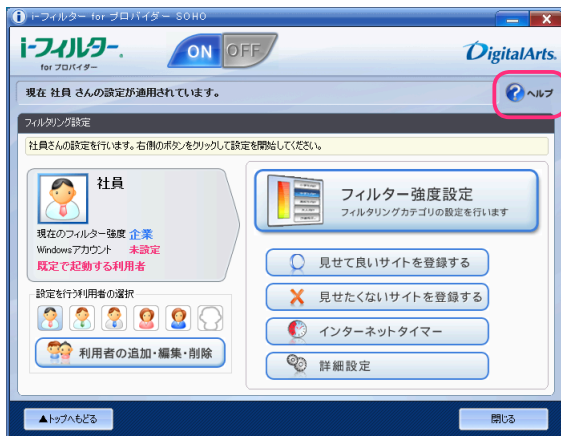 i-フィルター for プロバイダー SOHO
i-フィルター.
for プロバイダー
ON OFF
DigitalArts.
現在 社員 さんの設定が適用されています。
ヘルプ
フィルタリング設定
社員さんの設定を行います。右側のボタンをクリックして設定を開始してください。
社員
現在のフィルター強度 企業
Windowsアカウント 未設定
既定で起動する利用者
設定を行う利用者の選択
利用者の追加・編集・削除
フィルター強度設定
フィルタリングカテゴリの設定を行います
見せて良いサイトを登録する
見せたくないサイトを登録する
インターネットタイマー
詳細設定
▲トップへもどる
閉じる